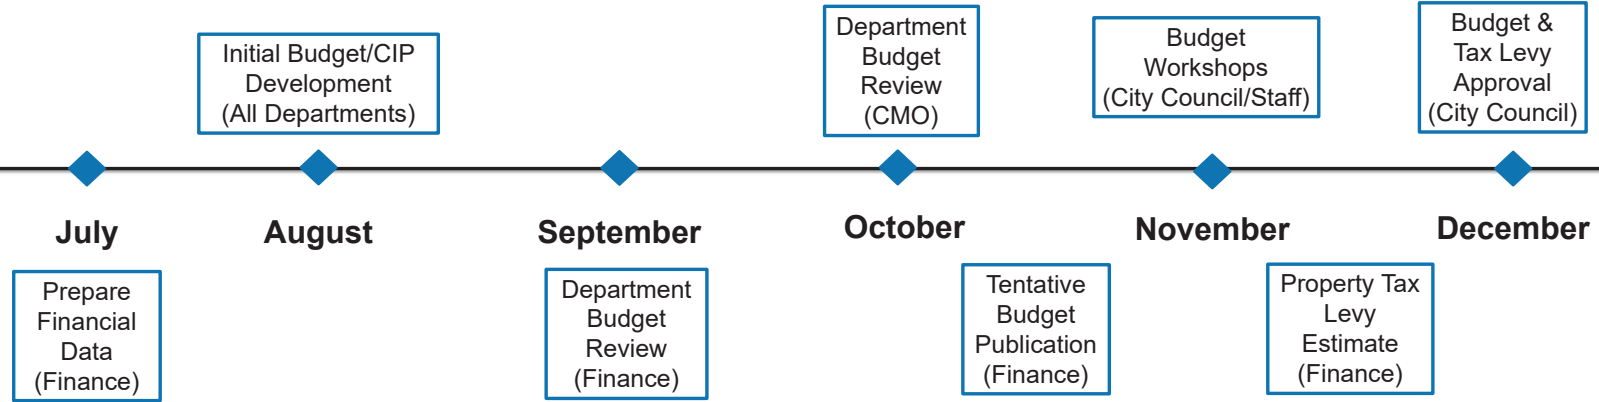 Initial Budget/CIP
Development
(All Departments)
Department
Budget
Review
(CMO)
Budget
Workshops
(City Council/Staff)
Budget &
Tax Levy
Approval
(City Council)
July
August
September
October
November
December
Prepare
Financial
Data
(Finance)
Department
Budget
Review
(Finance)
Tentative
Budget
Publication
(Finance)
Property Tax
Levy
Estimate
(Finance)